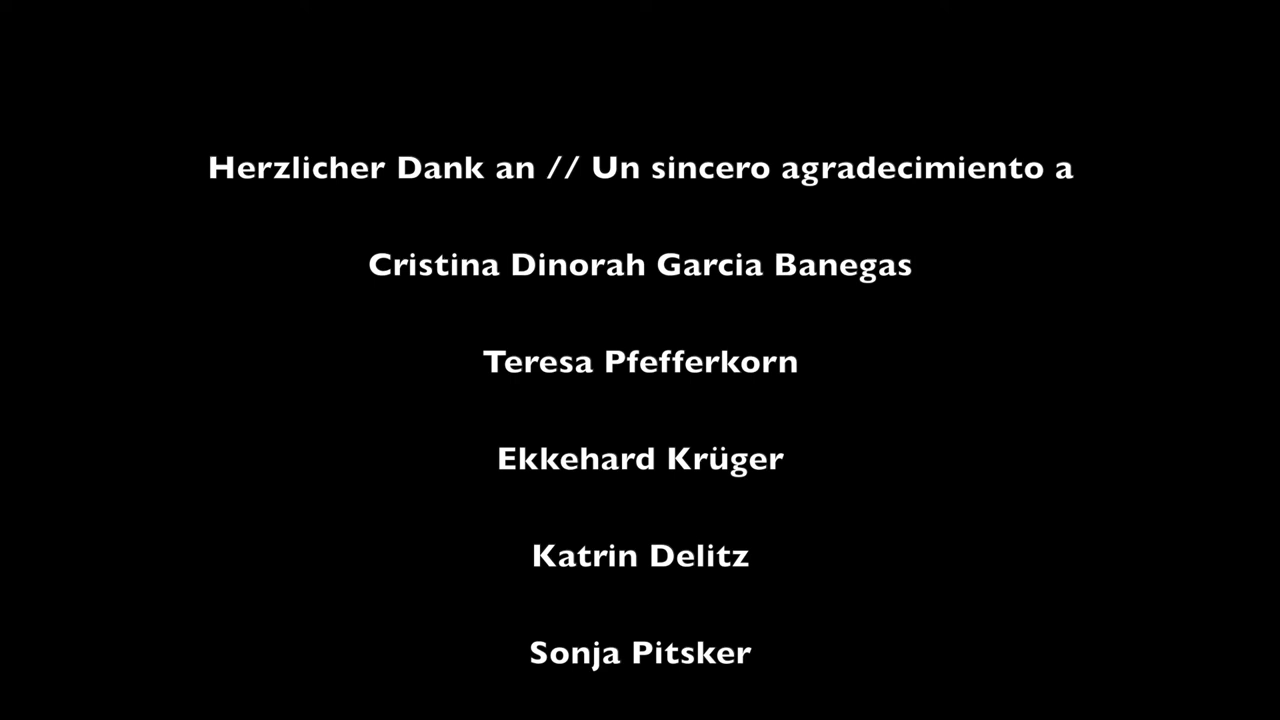 Herzlicher Dank an // Un sincero agradecimiento a
Cristina Dinorah Garcia Banegas
Teresa Pfefferkorn
Ekkehard Krüger
Katrin Delitz
Sonja Pitsker